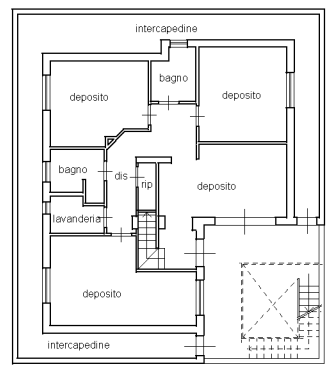 intercapedine
bagno
deposito
deposito
bagno
dis
rip
deposito
lavanderia
deposito
intercapedine